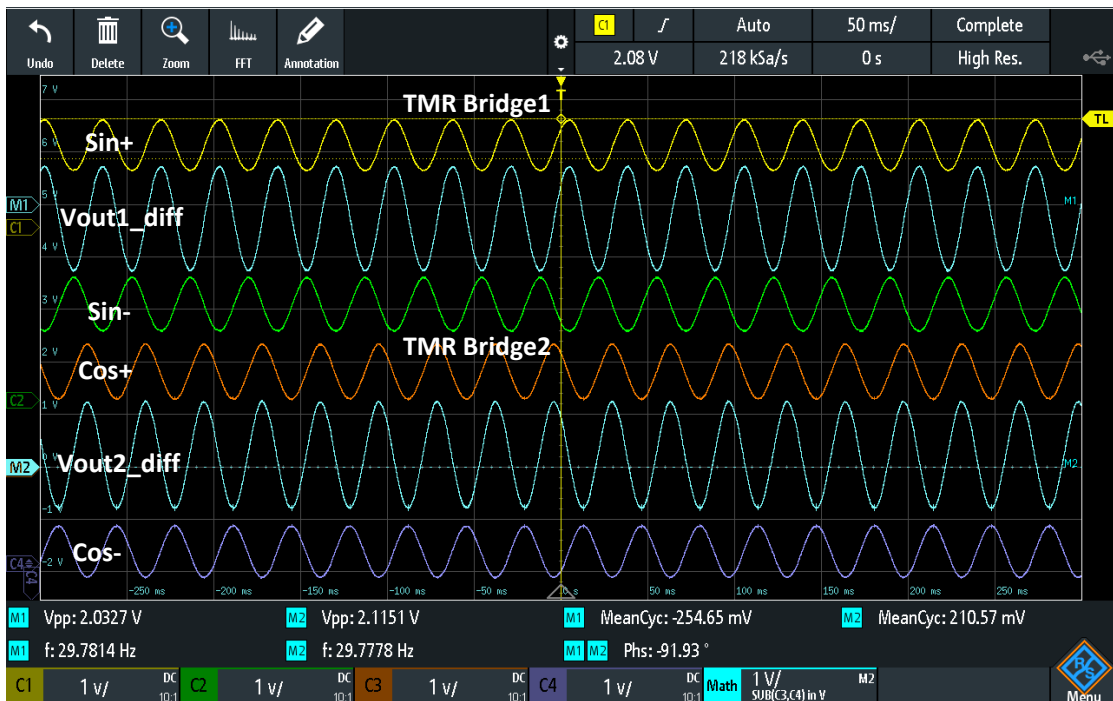 C1 Auto 50 ms/ Complete
Undo Delete Zoom FFT Annotation 2.08 V 218 kSa/s 0 s High Res.
7 V
T
TMR Bridge1
TL
6 V
Sin+
5 V
M1
M1
Vout1_diff
C1
4 V
3 V
Sin-
2 V
TMR Bridge2
Cos+
C2
1 V
0 V
M2
Vout2_diff
M2
-1
Cos-
C4
-2 V
C4
-250 ms -200 ms -150 ms -100 ms -50 ms 0 s 50 ms 100 ms 150 ms 200 ms 250 ms
M1 Vpp: 2.0327 V M2 Vpp: 2.1151 V M1 MeanCyc: -254.65 mV M2 MeanCyc: 210.57 mV
M1 f: 29.7814 Hz M2 f: 29.7778 Hz M1 M2 Phs: -91.93 °
C1 1 V/ DC 10:1 C2 1 V/ DC 10:1 C3 1 V/ DC 10:1 C4 1 V/ DC 10:1 Math 1 V/ M2
SUB(C3,C4) in V
R&S
Menu